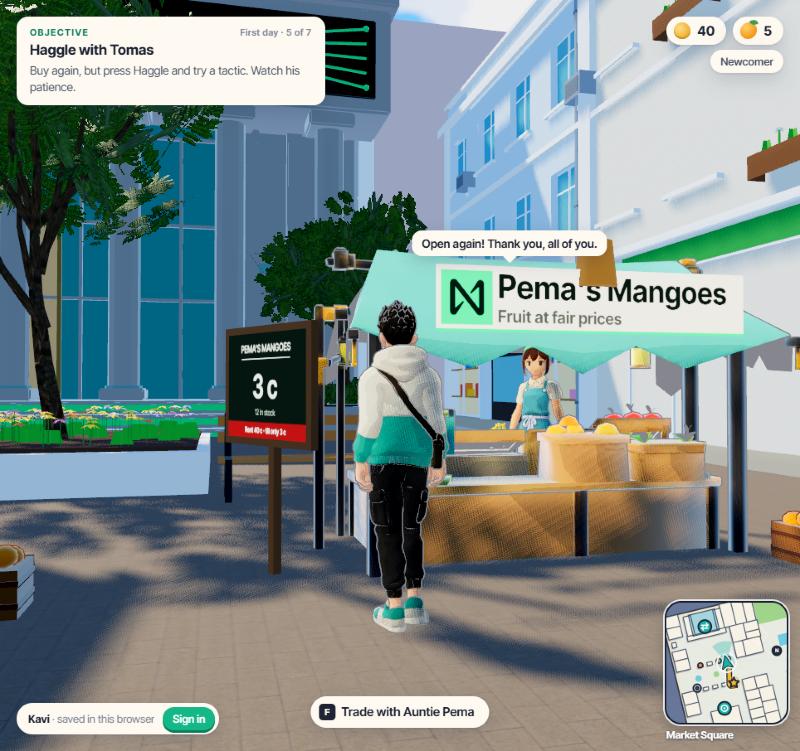 OBJECTIVE
First day · 5 of 7
Haggle with Tomas
Buy again, but press Haggle and try a tactic. Watch his
patience.
40
5
Newcomer
Open again! Thank you, all of you.
Pema's Mangoes
Fruit at fair prices
PEMA'S MANGOES
3 c
12 in stock
Kavi · saved in this browser
Sign in
F Trade with Auntie Pema
N
Market Square